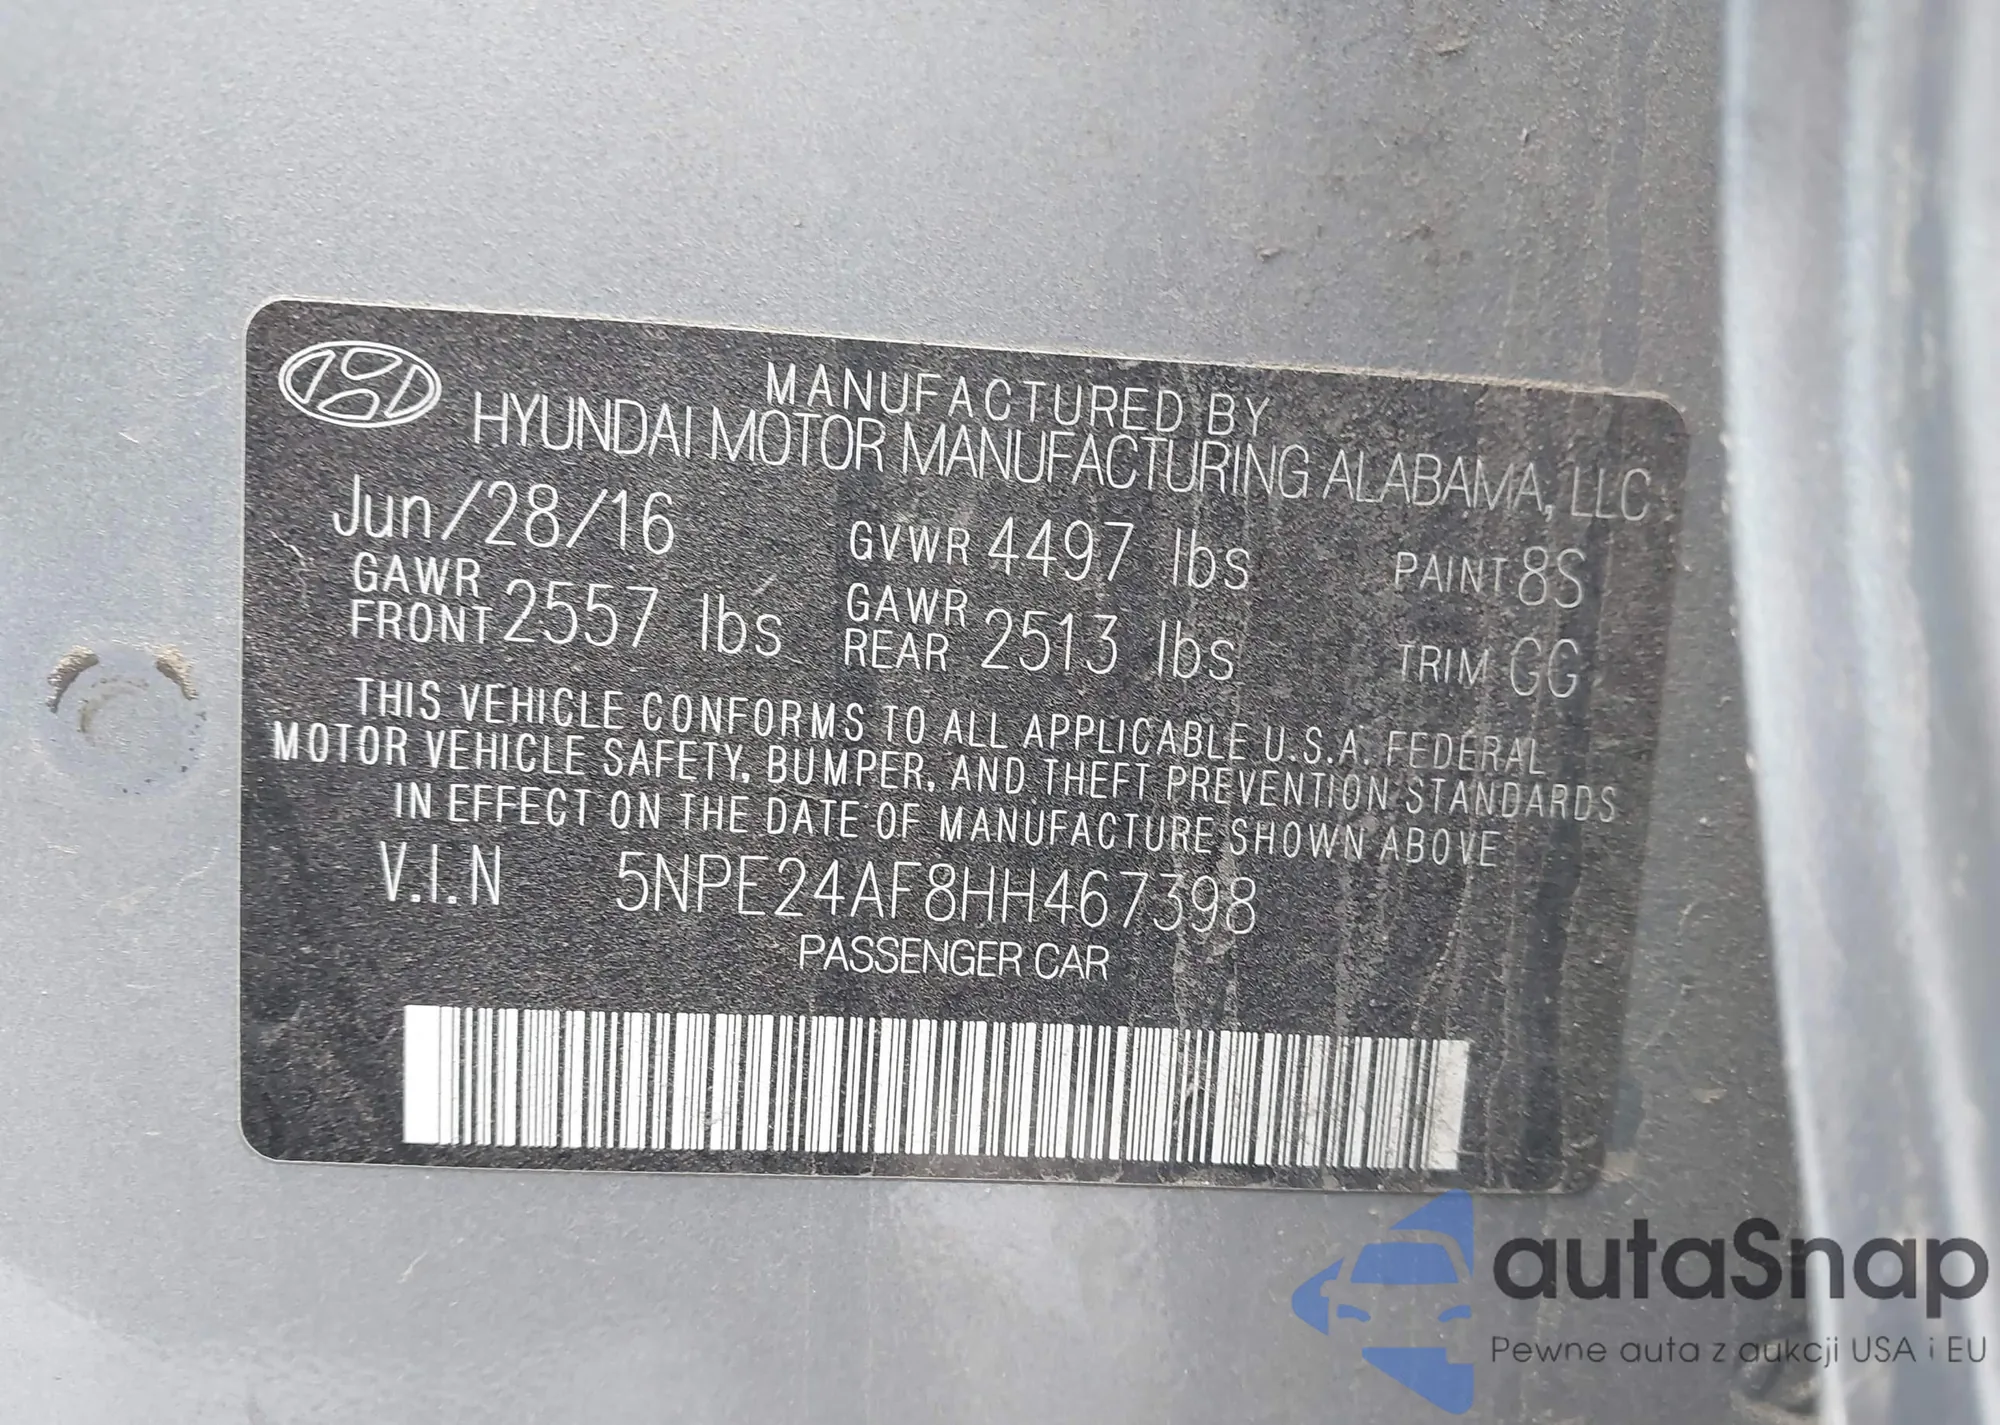 MANUFACTURED BY
HYUNDAI MOTOR MANUFACTURING ALABAMA, LLC
Jun/28/16 GVWR 4497 lbs PAINT 8S
GAWR FRONT 2557 lbs GAWR REAR 2513 lbs TRIM GG
THIS VEHICLE CONFORMS TO ALL APPLICABLE U.S.A. FEDERAL
MOTOR VEHICLE SAFETY, BUMPER, AND THEFT PREVENTION STANDARDS
IN EFFECT ON THE DATE OF MANUFACTURE SHOWN ABOVE
V.I.N 5NPE24AF8HH467398
PASSENGER CAR
autaSnap
Pewne auta z aukcji USA i EU